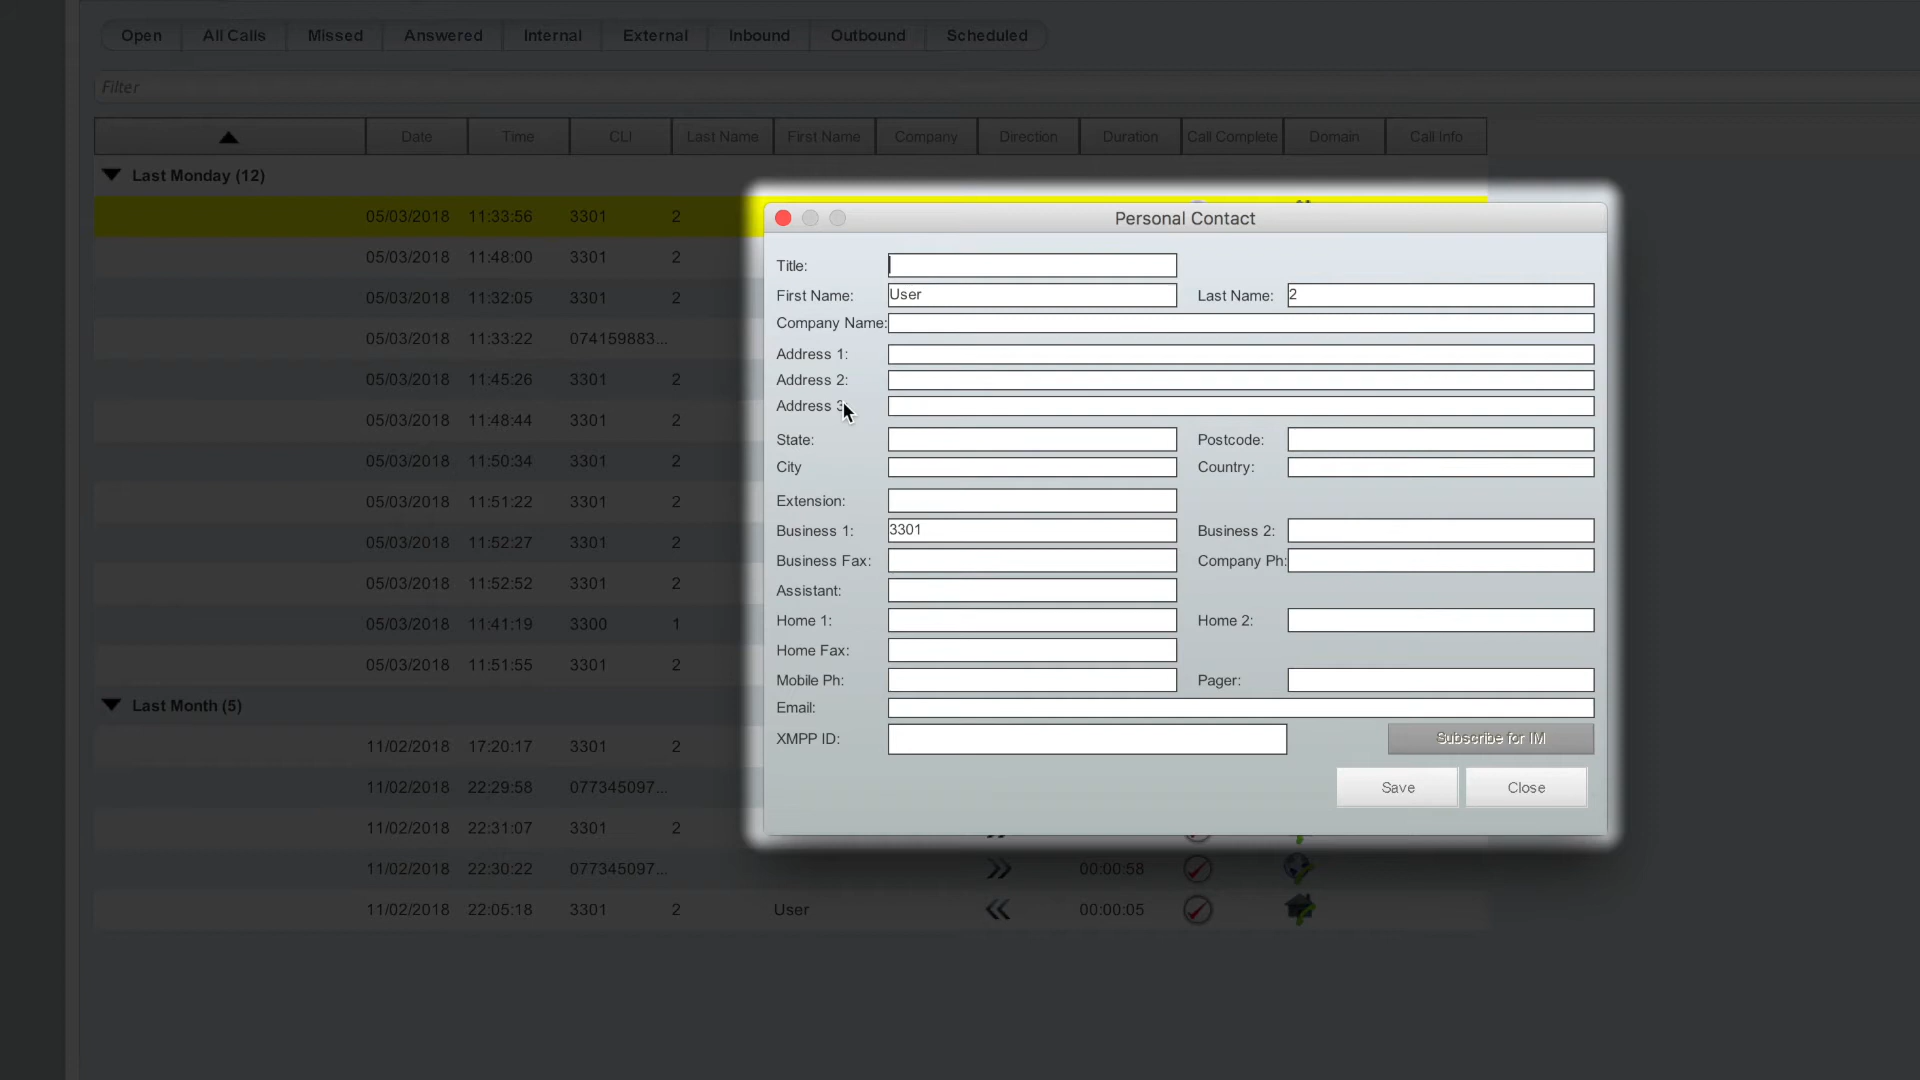 Open All Calls Missed Answered Internal External Inbound Outbound Scheduled
Filter
Date Time CLI Last Name First Name Company Direction Duration Call Complete Domain Call Info
Last Monday (12)
05/03/2018 11:33:56 3301 2
05/03/2018 11:48:00 3301 2
05/03/2018 11:32:05 3301 2
05/03/2018 11:33:22 074159883...
05/03/2018 11:45:26 3301 2
05/03/2018 11:48:44 3301 2
05/03/2018 11:50:34 3301 2
05/03/2018 11:51:22 3301 2
05/03/2018 11:52:27 3301 2
05/03/2018 11:52:52 3301 2
05/03/2018 11:41:19 3300 1
05/03/2018 11:51:55 3301 2
Last Month (5)
11/02/2018 17:20:17 3301 2
11/02/2018 22:29:58 077345097...
11/02/2018 22:31:07 3301 2
11/02/2018 22:30:22 077345097... 00:00:58
11/02/2018 22:05:18 3301 2 User 00:00:05
Personal Contact
Title:
First Name: User Last Name: 2
Company Name:
Address 1:
Address 2:
Address 3
State: Postcode:
City Country:
Extension:
Business 1: 3301 Business 2:
Business Fax: Company Ph:
Assistant:
Home 1: Home 2:
Home Fax:
Mobile Ph: Pager:
Email:
XMPP ID: Subscribe for IM
Save Close